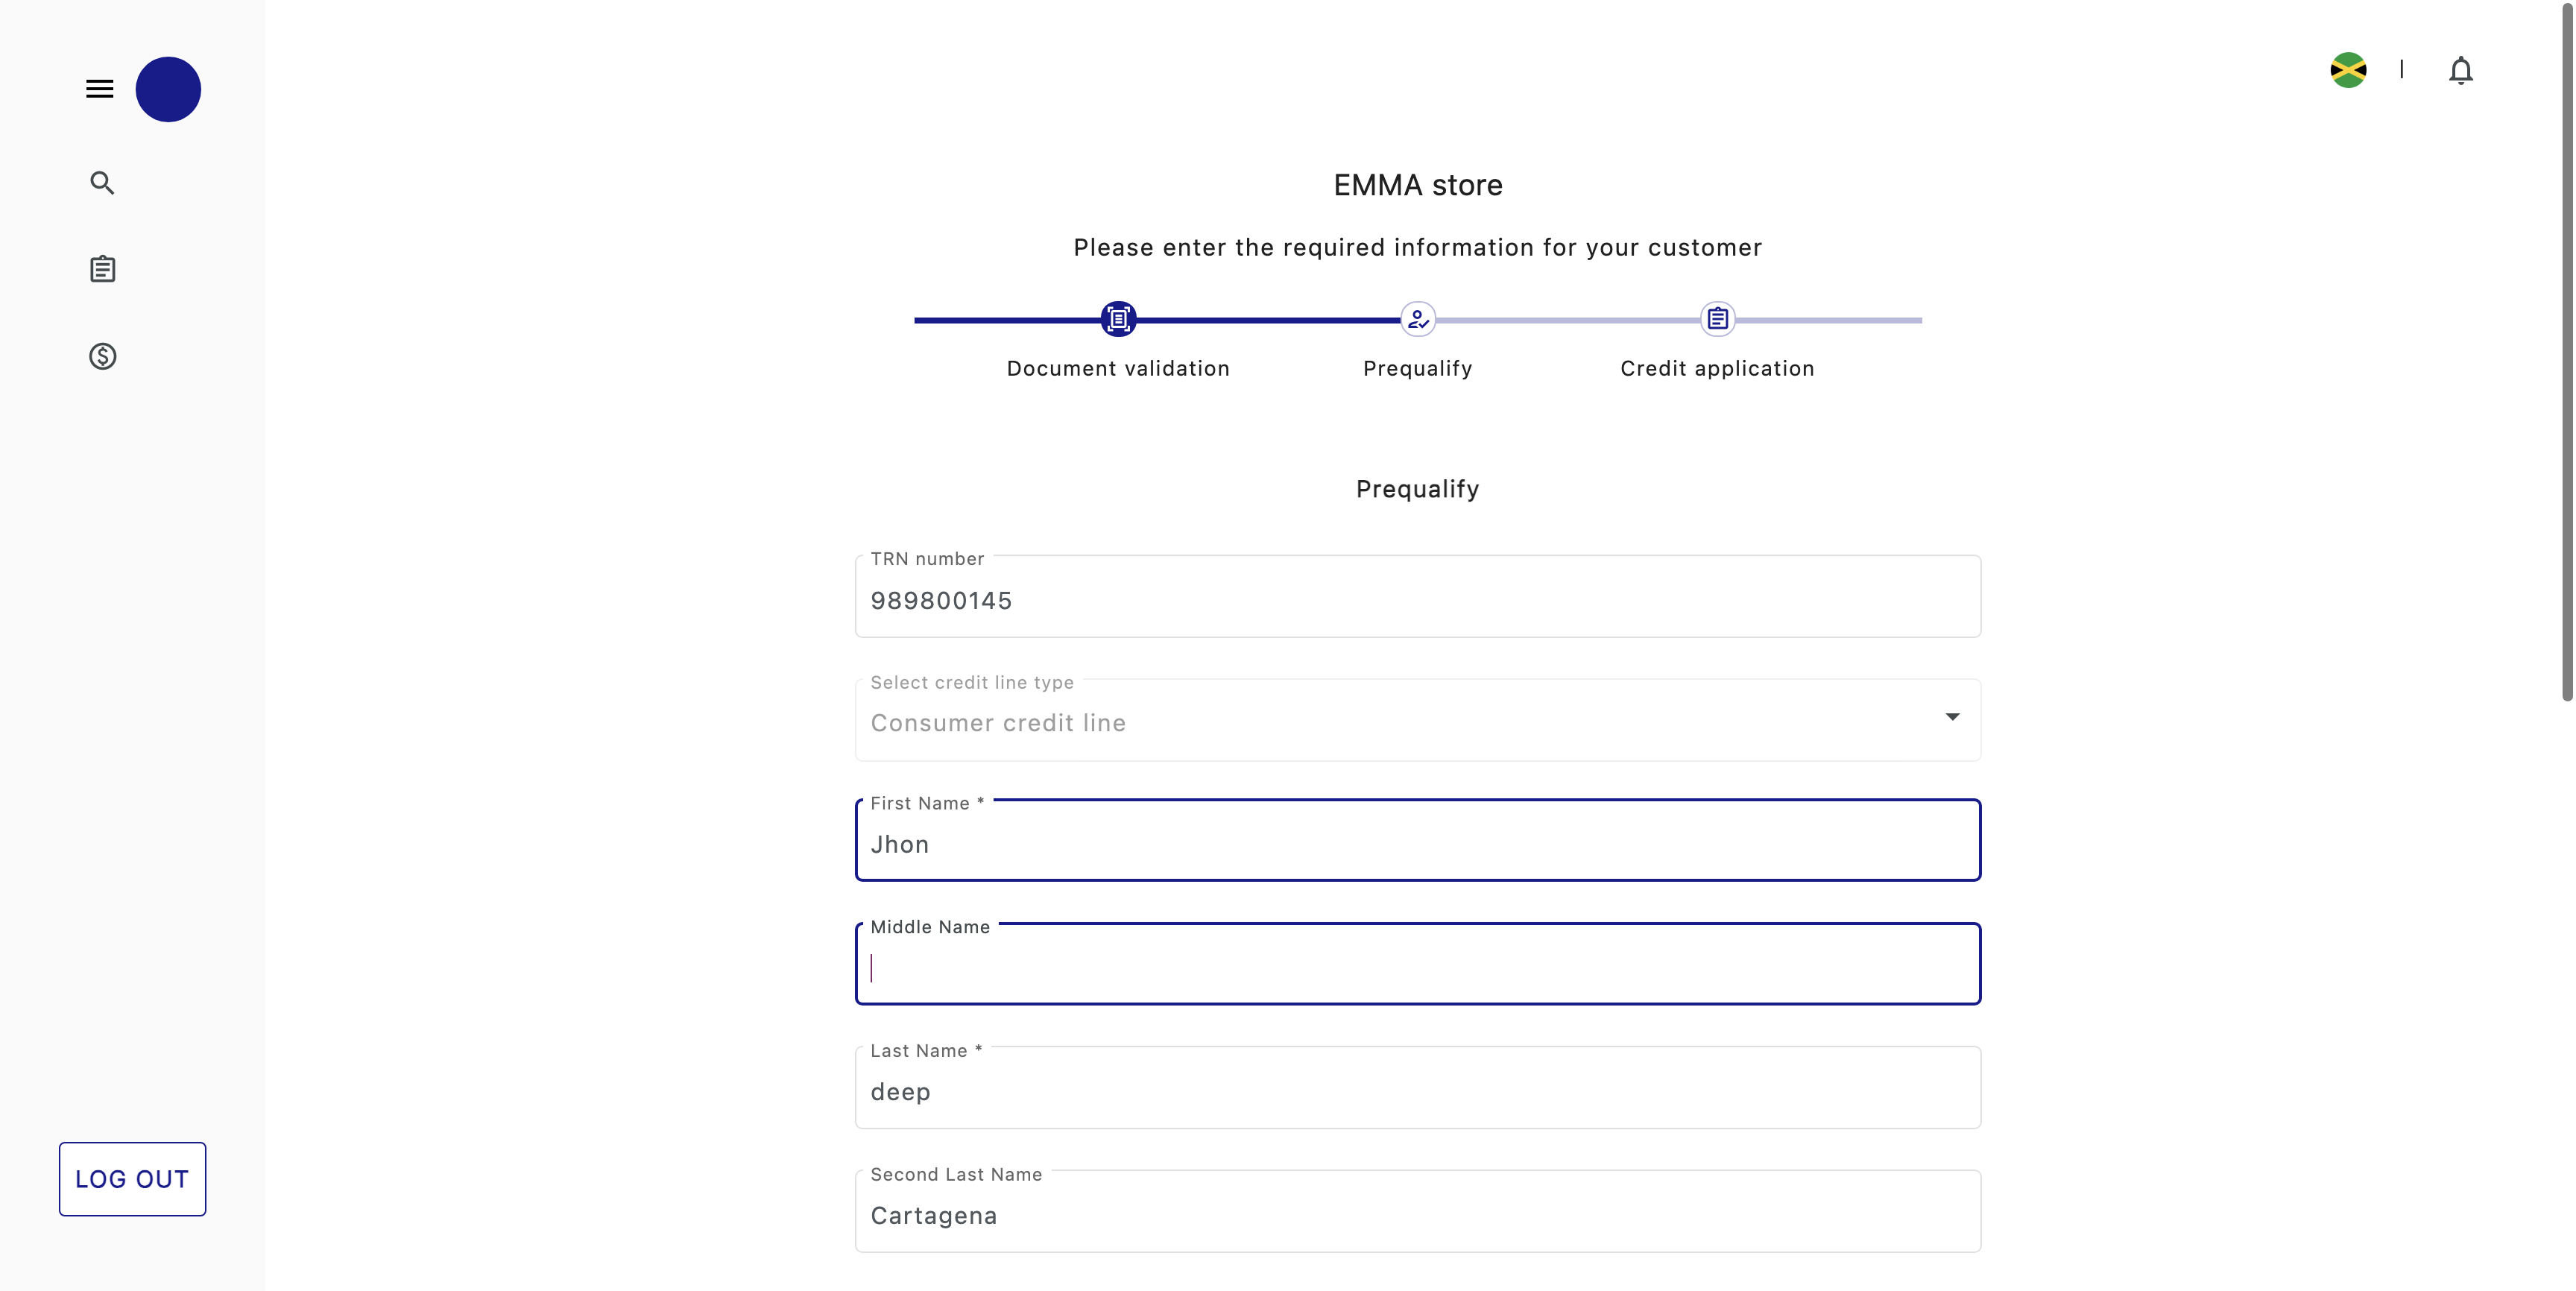 EMMA store
Please enter the required information for your customer
Document validation
Prequalify
Credit application
Prequalify
TRN number
989800145
Select credit line type
Consumer credit line
First Name *
Jhon
Middle Name
Last Name *
deep
Second Last Name
Cartagena
LOG OUT